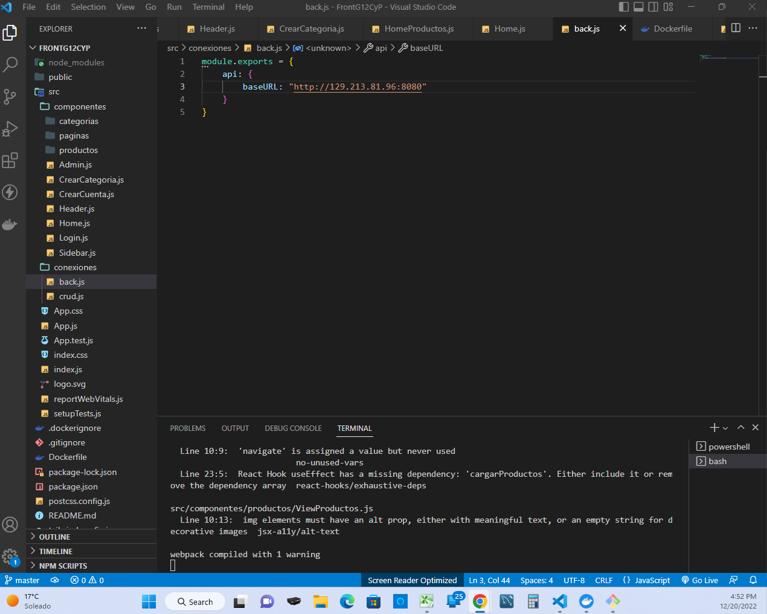 File Edit Selection View Go Run Terminal Help back.js - FrontG12CyP - Visual Studio Code
EXPLORER ···
Header.js CrearCategoria.js HomeProductos.js Home.js back.js × Dockerfile ···
src > conexiones > back.js > <unknown> > api > baseURL
FRONTG12CYP
node_modules
public
src
componentes
categorias
paginas
productos
Admin.js
CrearCategoria.js
CrearCuenta.js
Header.js
Home.js
Login.js
Sidebar.js
conexiones
back.js
crud.js
App.css
App.js
App.test.js
index.css
index.js
logo.svg
reportWebVitals.js
setupTests.js
.dockerignore
.gitignore
Dockerfile
package-lock.json
package.json
postcss.config.js
README.md
OUTLINE
TIMELINE
NPM SCRIPTS
1 module.exports = {
2 api: {
3 baseURL: "http://129.213.81.96:8080"
4 }
5 }
PROBLEMS OUTPUT DEBUG CONSOLE TERMINAL
powershell
bash
Line 10:9: 'navigate' is assigned a value but never used
no-unused-vars
Line 23:5: React Hook useEffect has a missing dependency: 'cargarProductos'. Either include it or rem
ove the dependency array react-hooks/exhaustive-deps
src/componentes/productos/ViewProductos.js
Line 10:13: img elements must have an alt prop, either with meaningful text, or an empty string for d
ecorative images jsx-a11y/alt-text
webpack compiled with 1 warning
1
master 0 0 Screen Reader Optimized Ln 3, Col 44 Spaces: 4 UTF-8 CRLF {} JavaScript Go Live
17°C
Soleado
Search
25
4:52 PM
12/20/2022